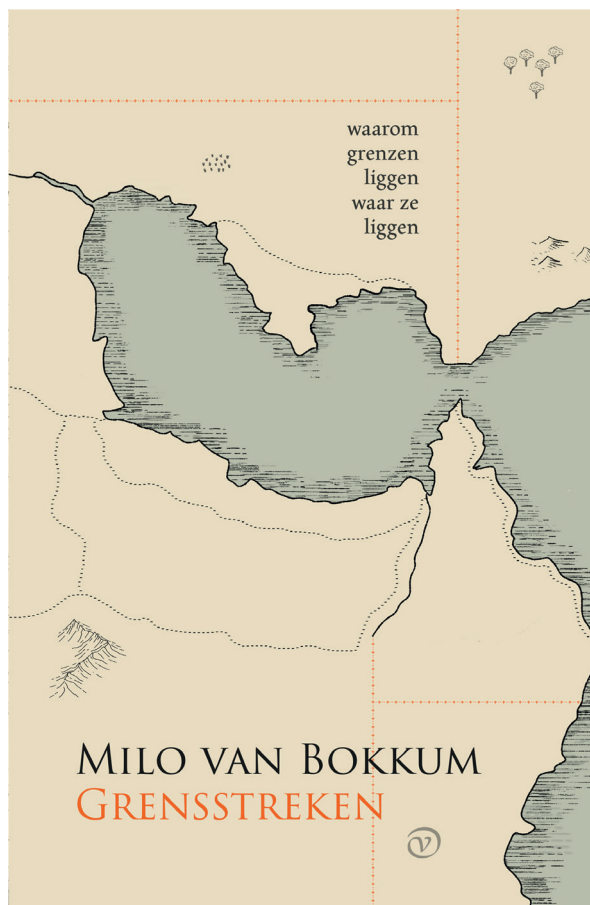 waarom
grenzen
liggen
waar ze
liggen
Milo van Bokkum
Grensstreken
v